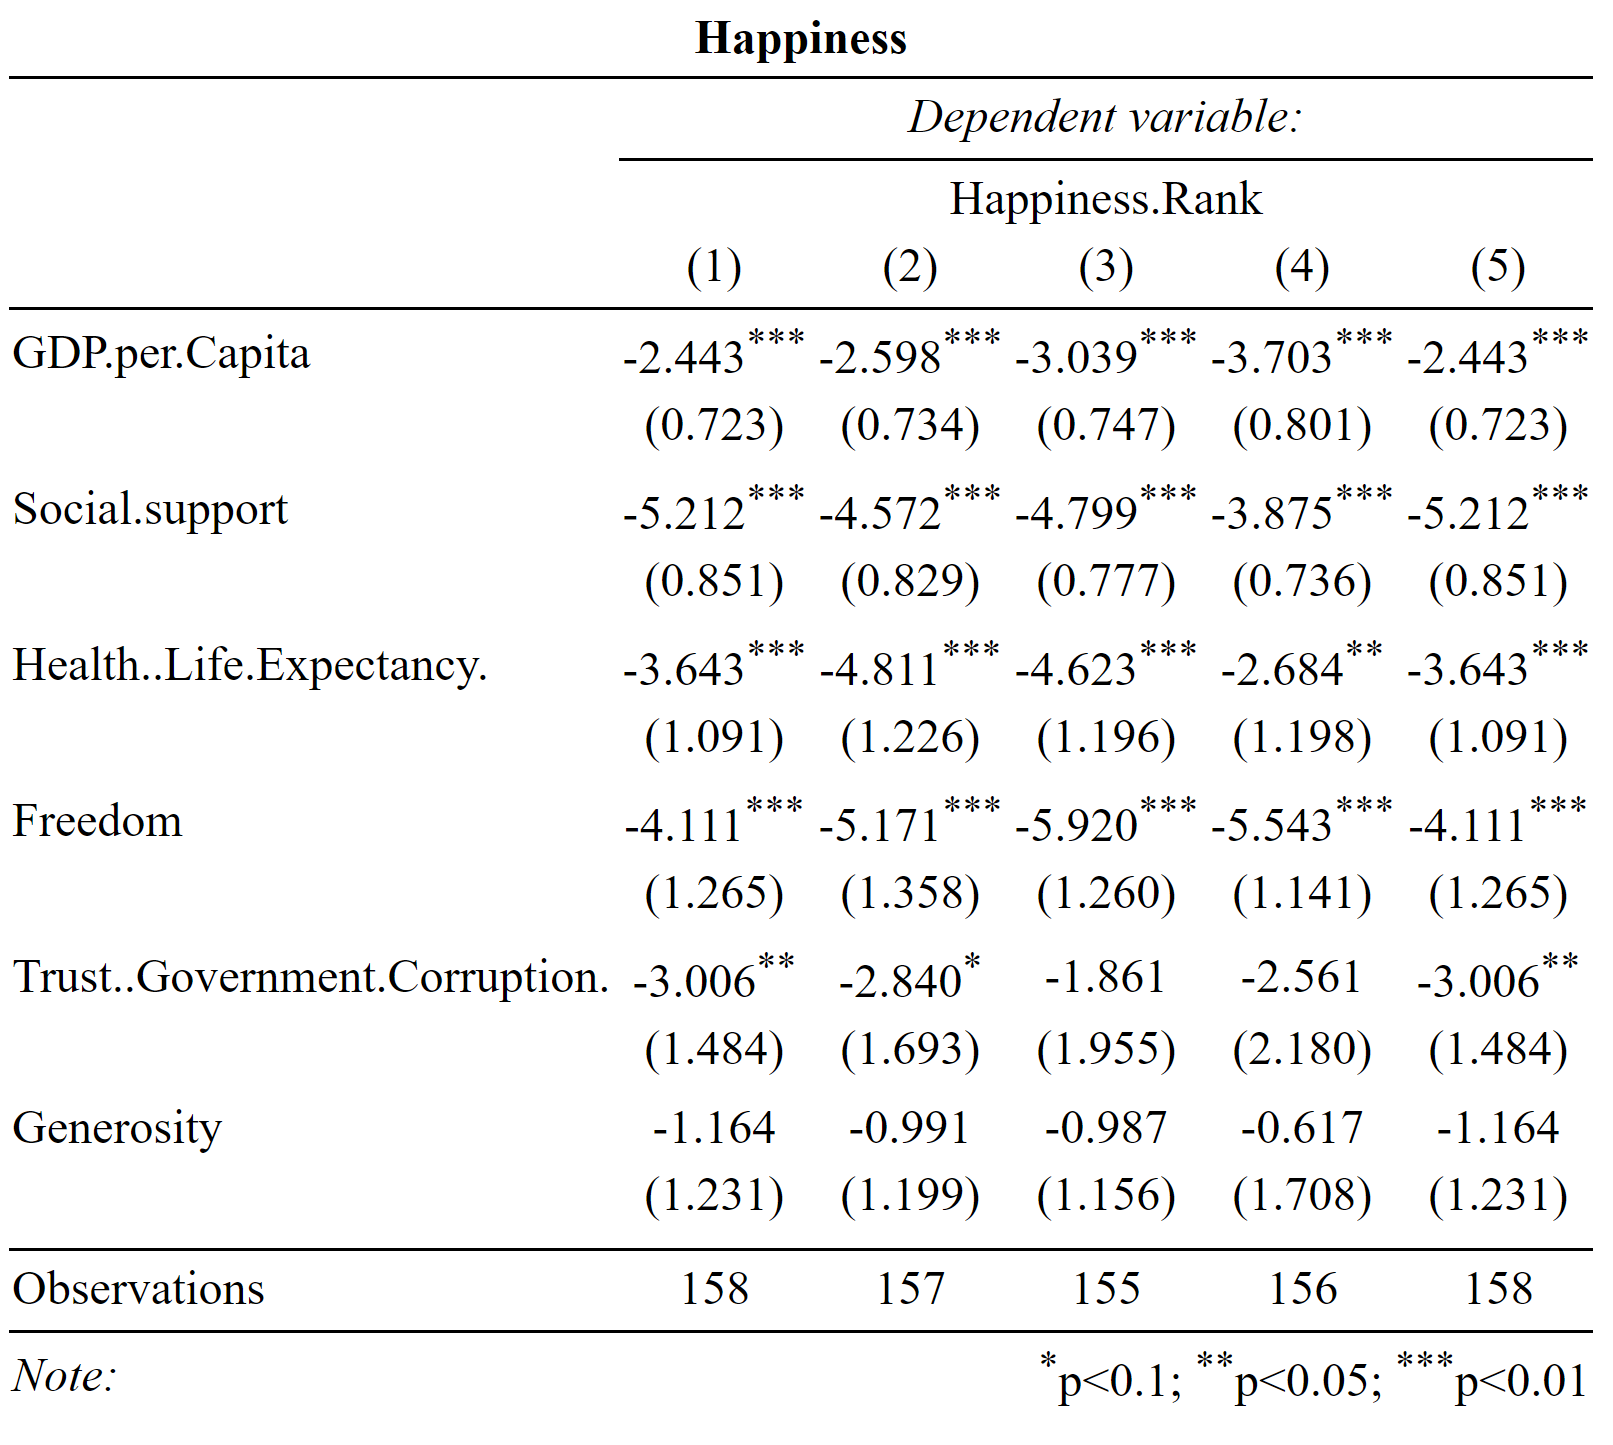 Happiness
Dependent variable:
Happiness.Rank
(1) (2) (3) (4) (5)
GDP.per.Capita -2.443*** -2.598*** -3.039*** -3.703*** -2.443***
(0.723) (0.734) (0.747) (0.801) (0.723)
Social.support -5.212*** -4.572*** -4.799*** -3.875*** -5.212***
(0.851) (0.829) (0.777) (0.736) (0.851)
Health..Life.Expectancy. -3.643*** -4.811*** -4.623*** -2.684** -3.643***
(1.091) (1.226) (1.196) (1.198) (1.091)
Freedom -4.111*** -5.171*** -5.920*** -5.543*** -4.111***
(1.265) (1.358) (1.260) (1.141) (1.265)
Trust..Government.Corruption. -3.006** -2.840* -1.861 -2.561 -3.006**
(1.484) (1.693) (1.955) (2.180) (1.484)
Generosity -1.164 -0.991 -0.987 -0.617 -1.164
(1.231) (1.199) (1.156) (1.708) (1.231)
Observations 158 157 155 156 158
Note: *p<0.1; **p<0.05; ***p<0.01